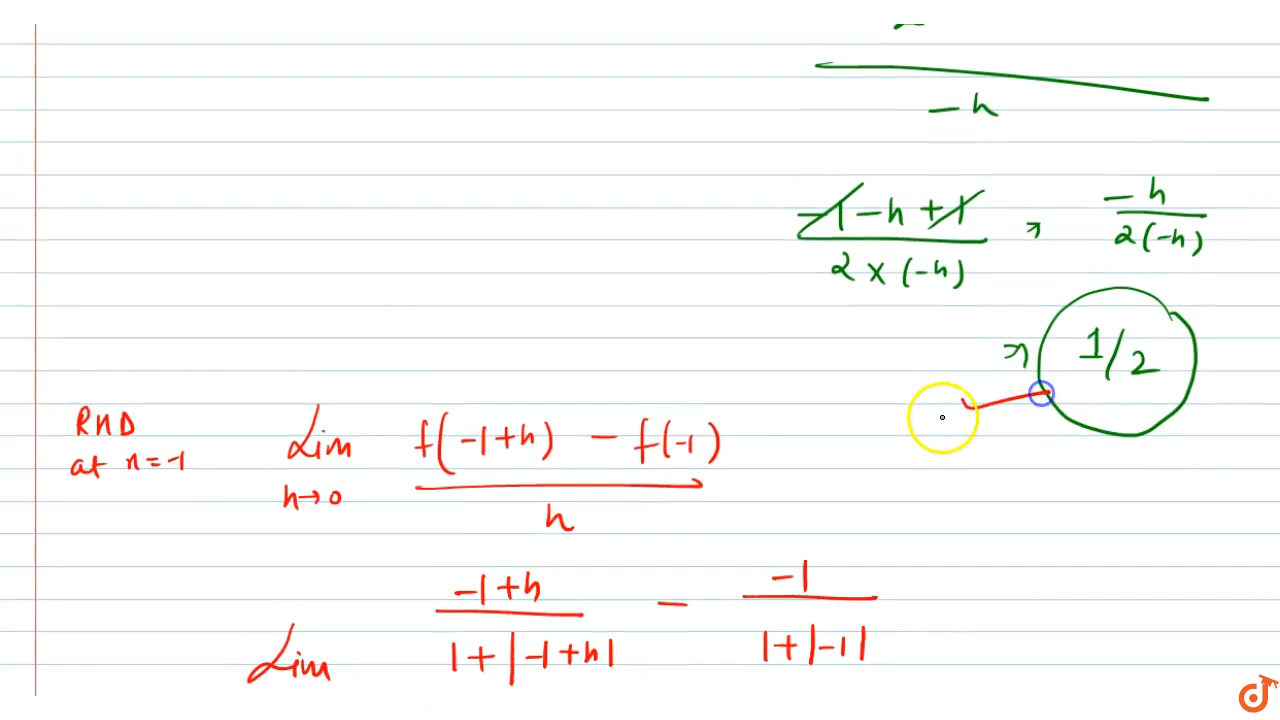 -h
-1-h+1 / 2 x (-h) , -h / 2(-h)
1/2
RHD at x=-1
Lim h→0 f(-1+h) - f(-1) / h
Lim -1+h / 1+|-1+h| - -1 / 1+|-1|